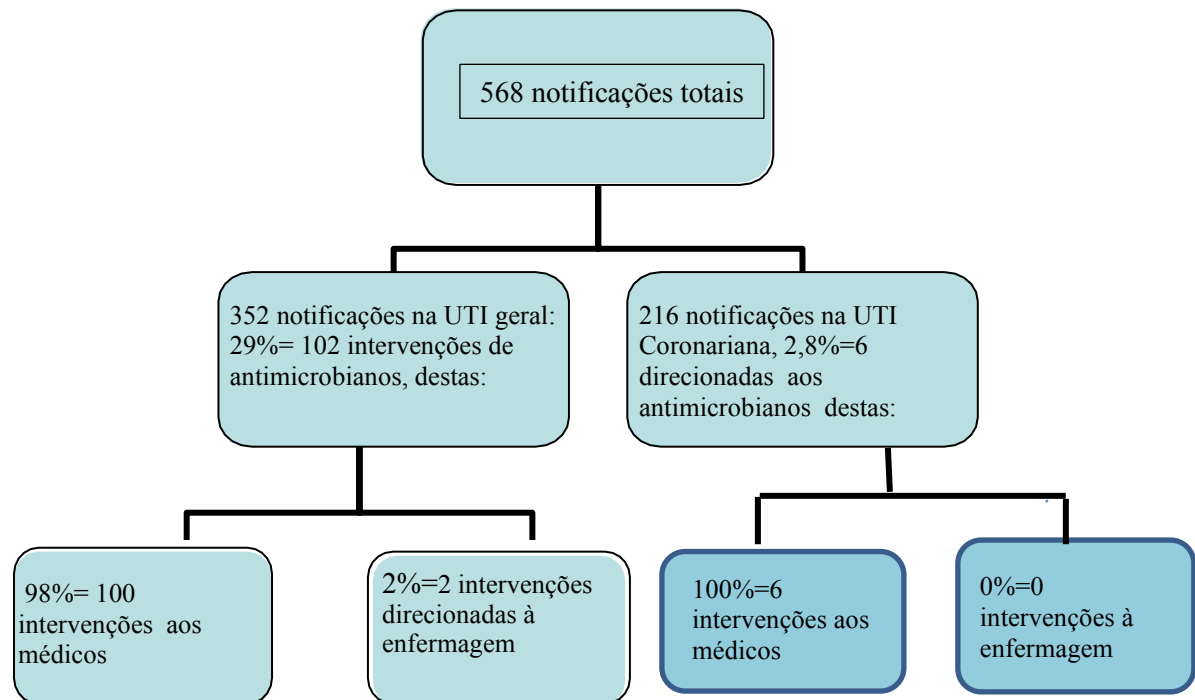 568 notificações totais
352 notificações na UTI geral:
29%= 102 intervenções de
antimicrobianos, destas:
216 notificações na UTI
Coronariana, 2,8%=6
direcionadas aos
antimicrobianos destas:
98%= 100
intervenções aos
médicos
2%=2 intervenções
direcionadas à
enfermagem
100%=6
intervenções aos
médicos
0%=0
intervenções à
enfermagem